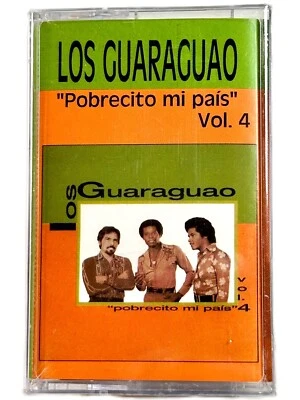 LOS GUARAGUAO
"Pobrecito mi país"
Vol. 4
los Guaraguao
vol. 4
"pobrecito mi país"